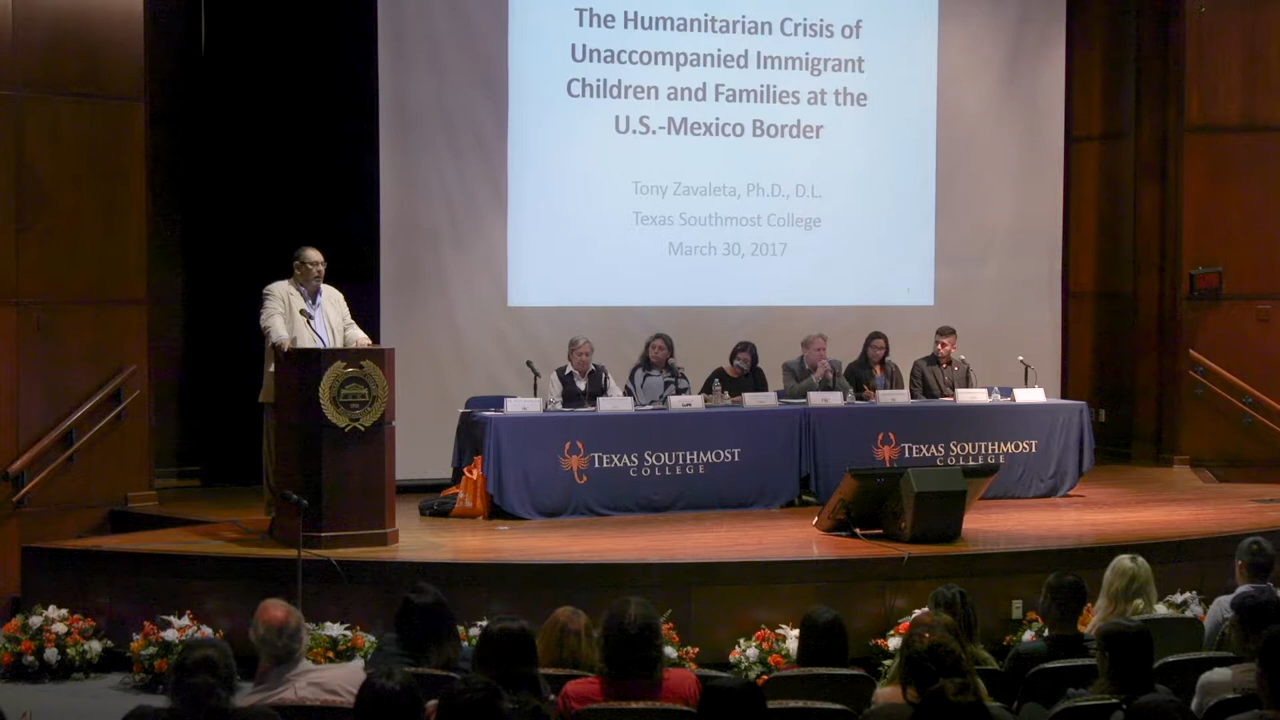 The Humanitarian Crisis of
Unaccompanied Immigrant
Children and Families at the
U.S.-Mexico Border
Tony Zavaleta, Ph.D., D.L.
Texas Southmost College
March 30, 2017
TEXAS SOUTHMOST
COLLEGE
TEXAS SOUTHMOST
COLLEGE